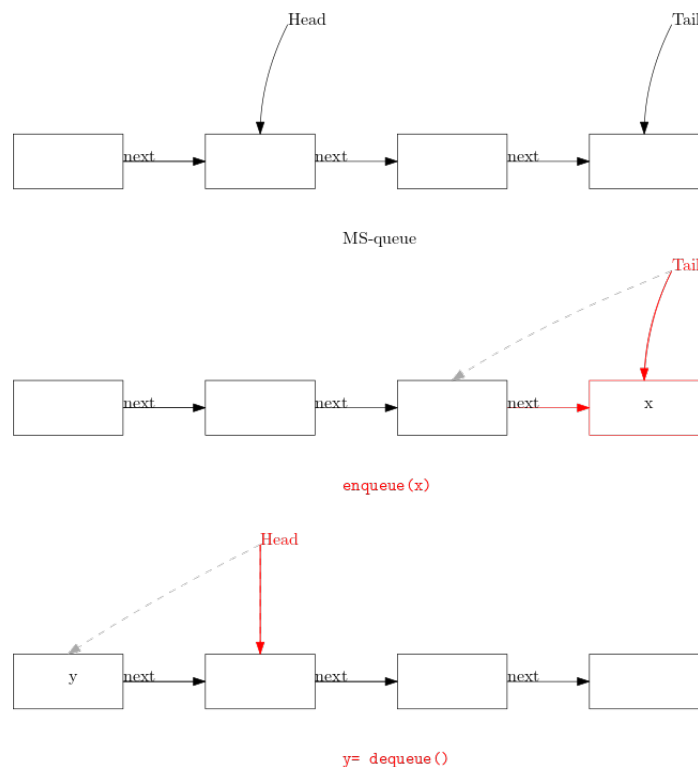 Head Tail
next next next
MS-queue
Tail
next next next
x
enqueue(x)
Head
y
next next next
y= dequeue()